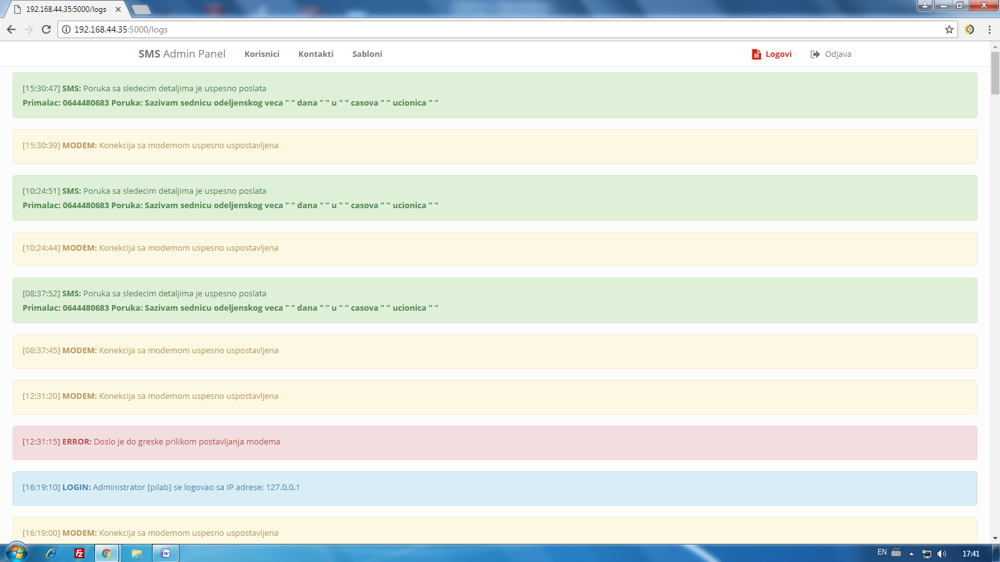 192.168.44.35:5000/logs
192.168.44.35:5000/logs
SMS Admin Panel Korisnici Kontakti Sabloni Logovi Odjava
[15:30:47] SMS: Poruka sa sledecim detaljima je uspesno poslata
Primalac: 0644480683 Poruka: Sazivam sednicu odeljenskog veca " " dana " " u " " casova " " ucionica " "
[15:30:39] MODEM: Konekcija sa modemom uspesno uspostavljena
[10:24:51] SMS: Poruka sa sledecim detaljima je uspesno poslata
Primalac: 0644480683 Poruka: Sazivam sednicu odeljenskog veca " " dana " " u " " casova " " ucionica " "
[10:24:44] MODEM: Konekcija sa modemom uspesno uspostavljena
[08:37:52] SMS: Poruka sa sledecim detaljima je uspesno poslata
Primalac: 0644480683 Poruka: Sazivam sednicu odeljenskog veca " " dana " " u " " casova " " ucionica " "
[08:37:45] MODEM: Konekcija sa modemom uspesno uspostavljena
[12:31:20] MODEM: Konekcija sa modemom uspesno uspostavljena
[12:31:15] ERROR: Doslo je do greske prilikom postavljanja modema
[16:19:10] LOGIN: Administrator [pilab] se logovao sa IP adrese: 127.0.0.1
[16:19:00] MODEM: Konekcija sa modemom uspesno uspostavljena
EN 17:41